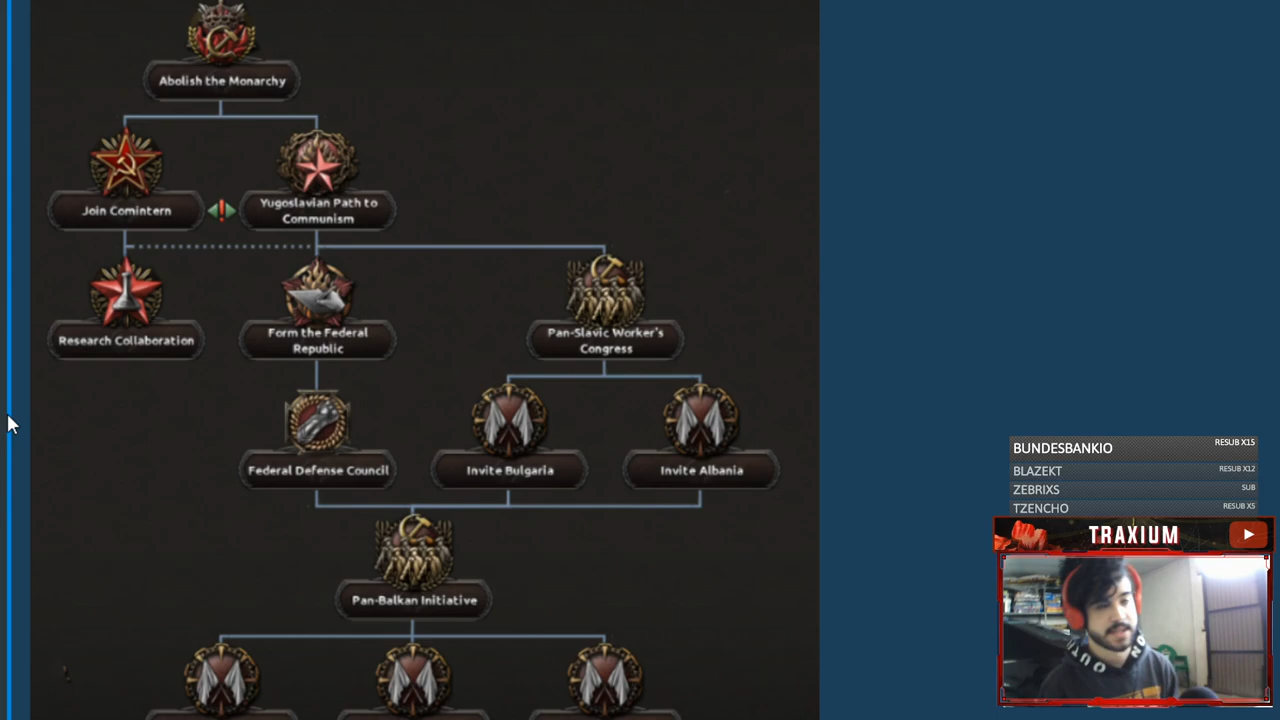 Abolish the Monarchy
Join Comintern
Yugoslavian Path to
Communism
Research Collaboration
Form the Federal
Republic
Pan-Slavic Worker's
Congress
Federal Defense Council
Invite Bulgaria
Invite Albania
Pan-Balkan Initiative
BUNDESBANKIO RESUB X15
BLAZEKT RESUB X12
ZEBRIXS SUB
TZENCHO RESUB X5
TRAXIUM